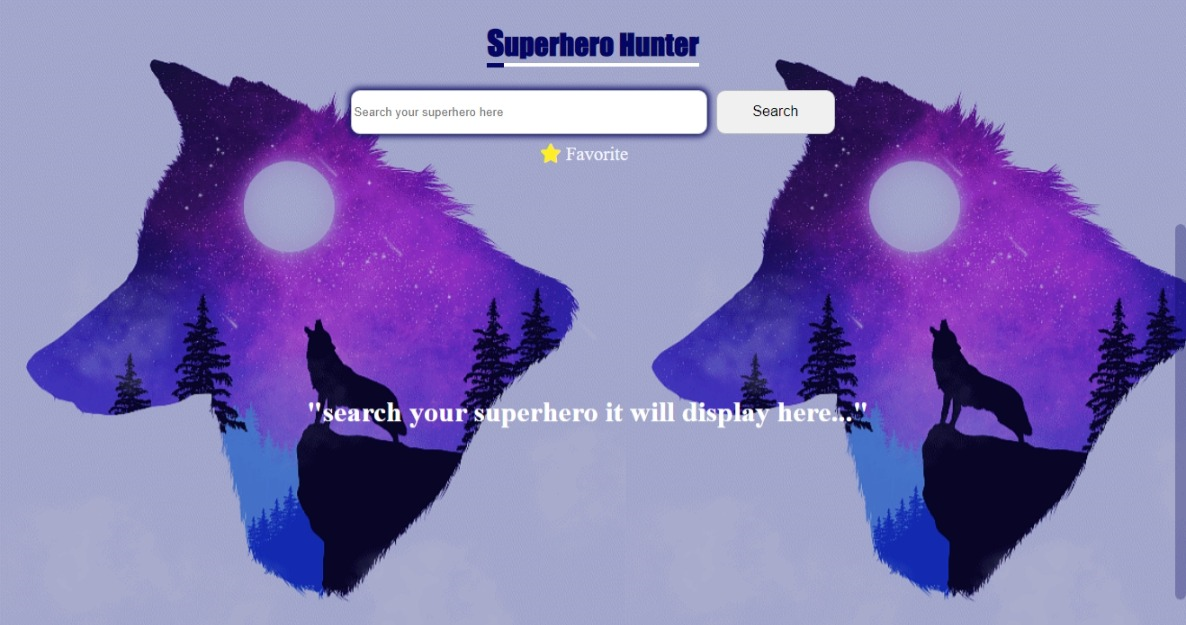 Superhero Hunter
Search your superhero here
Search
Favorite
"search your superhero it will display here..."